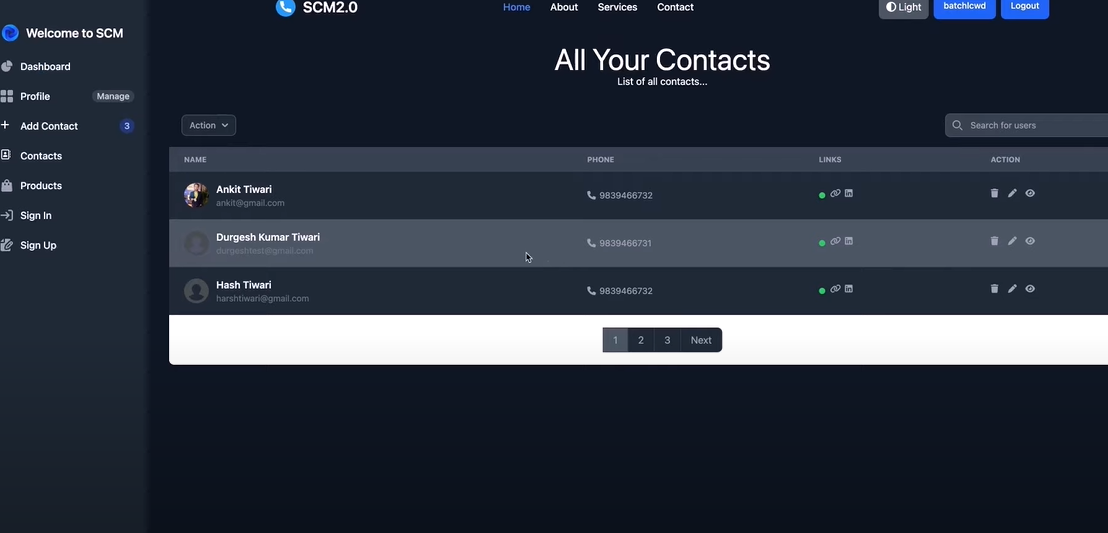 SCM2.0
Home About Services Contact
Light batchlcwd Logout
Welcome to SCM
Dashboard
Profile Manage
Add Contact 3
Contacts
Products
Sign In
Sign Up
All Your Contacts
List of all contacts...
Action
Search for users
NAME PHONE LINKS ACTION
Ankit Tiwari
ankit@gmail.com
9839466732
Durgesh Kumar Tiwari
durgeshtest@gmail.com
9839466731
Hash Tiwari
harshtiwari@gmail.com
9839466732
1 2 3 Next